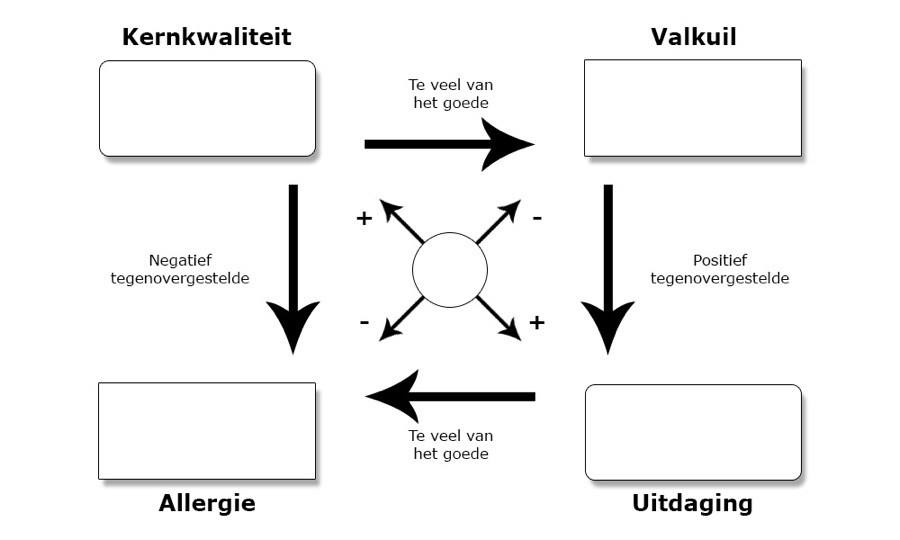 Kernkwaliteit
Valkuil
Te veel van
het goede
+
-
Negatief
tegenovergestelde
Positief
tegenovergestelde
-
+
Te veel van
het goede
Allergie
Uitdaging